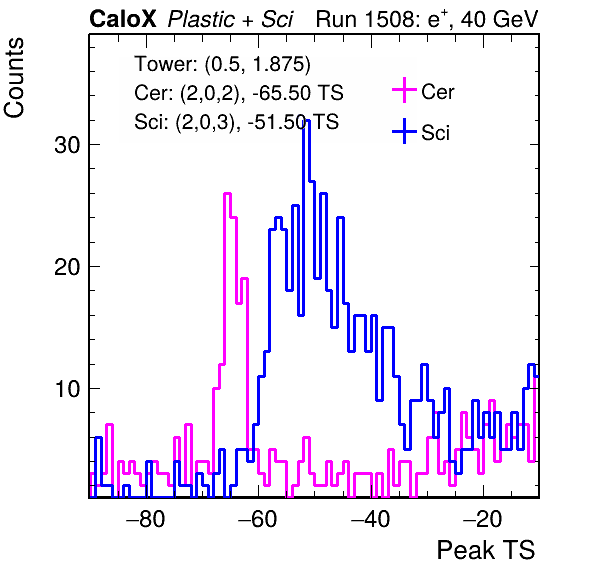 CaloX Plastic + Sci Run 1508: e⁺, 40 GeV
Tower: (0.5, 1.875)
Cer: (2,0,2), -65.50 TS
Sci: (2,0,3), -51.50 TS
Cer
Sci
Counts
30
20
10
−80 −60 −40 −20
Peak TS